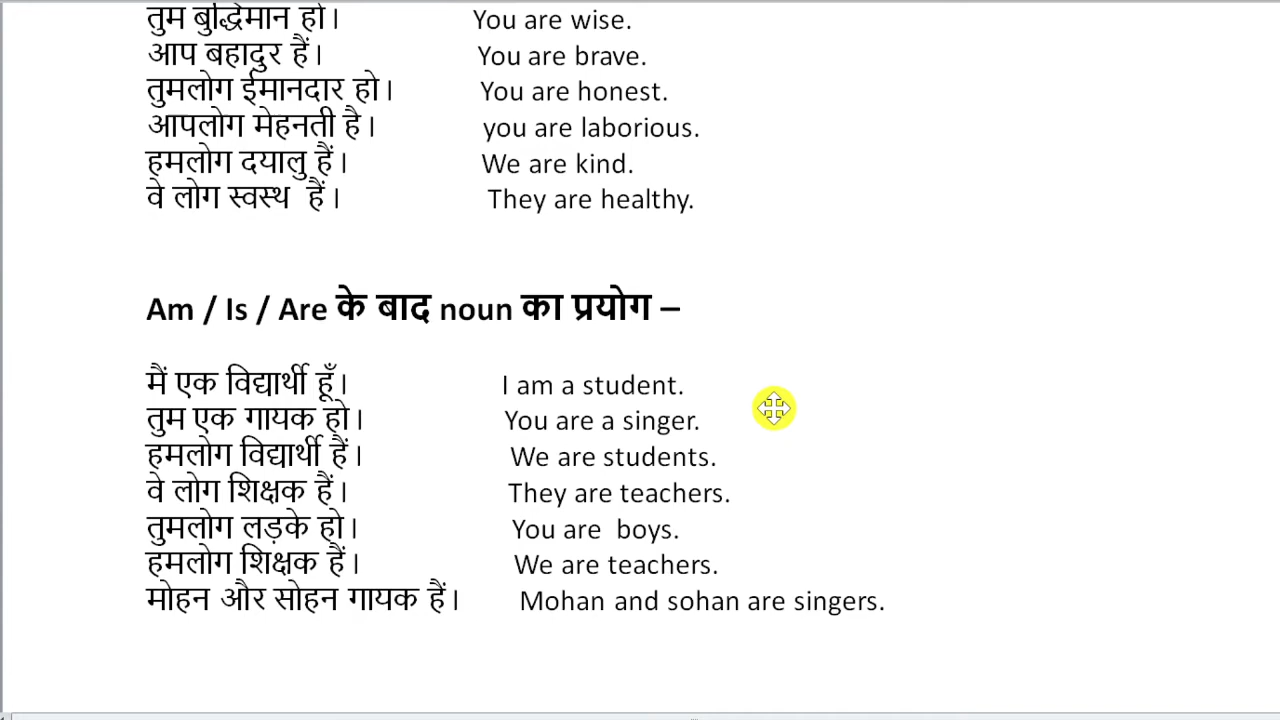 तुम बुद्धिमान हो। You are wise.
आप बहादुर हैं। You are brave.
तुमलोग ईमानदार हो। You are honest.
आपलोग मेहनती है। you are laborious.
हमलोग दयालु हैं। We are kind.
वे लोग स्वस्थ हैं। They are healthy.
Am / Is / Are के बाद noun का प्रयोग –
मैं एक विद्यार्थी हूँ। I am a student.
तुम एक गायक हो। You are a singer.
हमलोग विद्यार्थी हैं। We are students.
वे लोग शिक्षक हैं। They are teachers.
तुमलोग लड़के हो। You are boys.
हमलोग शिक्षक हैं। We are teachers.
मोहन और सोहन गायक हैं। Mohan and sohan are singers.